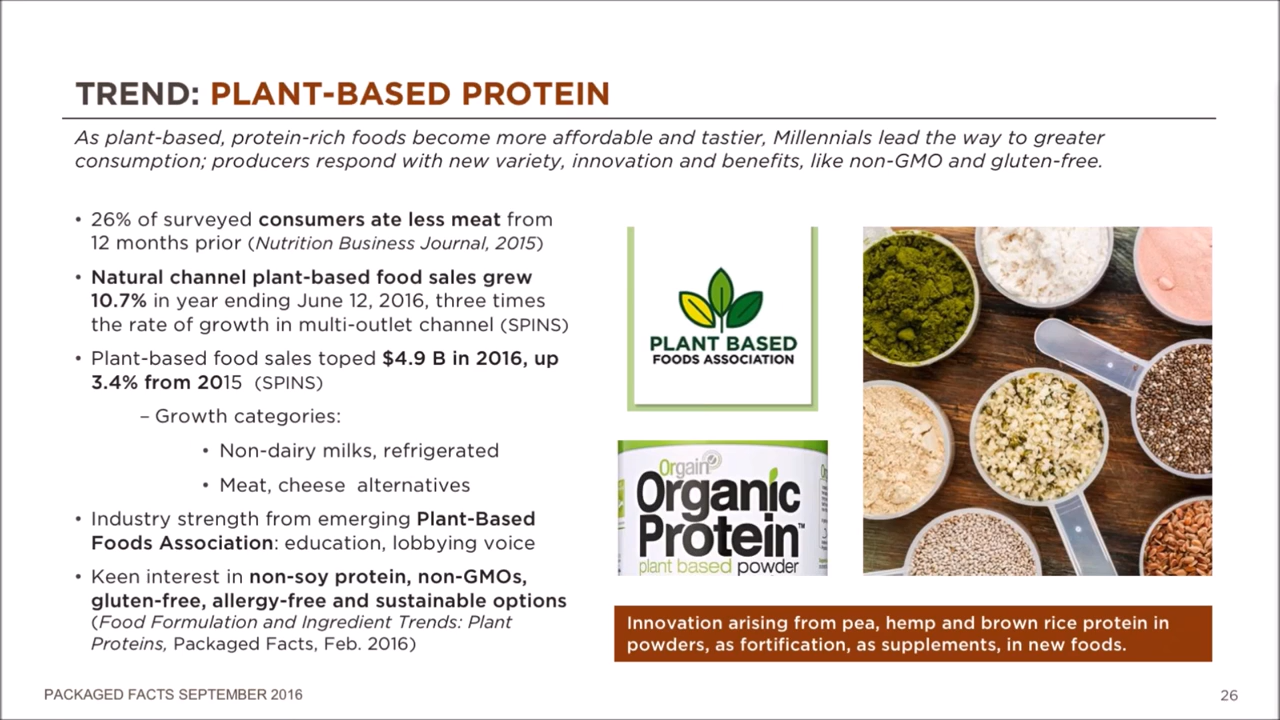 TREND: PLANT-BASED PROTEIN
As plant-based, protein-rich foods become more affordable and tastier, Millennials lead the way to greater
consumption; producers respond with new variety, innovation and benefits, like non-GMO and gluten-free.
• 26% of surveyed consumers ate less meat from
12 months prior (Nutrition Business Journal, 2015)
• Natural channel plant-based food sales grew
10.7% in year ending June 12, 2016, three times
the rate of growth in multi-outlet channel (SPINS)
• Plant-based food sales toped $4.9 B in 2016, up
3.4% from 2015 (SPINS)
– Growth categories:
• Non-dairy milks, refrigerated
• Meat, cheese alternatives
• Industry strength from emerging Plant-Based
Foods Association: education, lobbying voice
• Keen interest in non-soy protein, non-GMOs,
gluten-free, allergy-free and sustainable options
(Food Formulation and Ingredient Trends: Plant
Proteins, Packaged Facts, Feb. 2016)
PLANT BASED
FOODS ASSOCIATION
Orgain
Organic
Protein™
plant based powder
Innovation arising from pea, hemp and brown rice protein in
powders, as fortification, as supplements, in new foods.
PACKAGED FACTS SEPTEMBER 2016
26